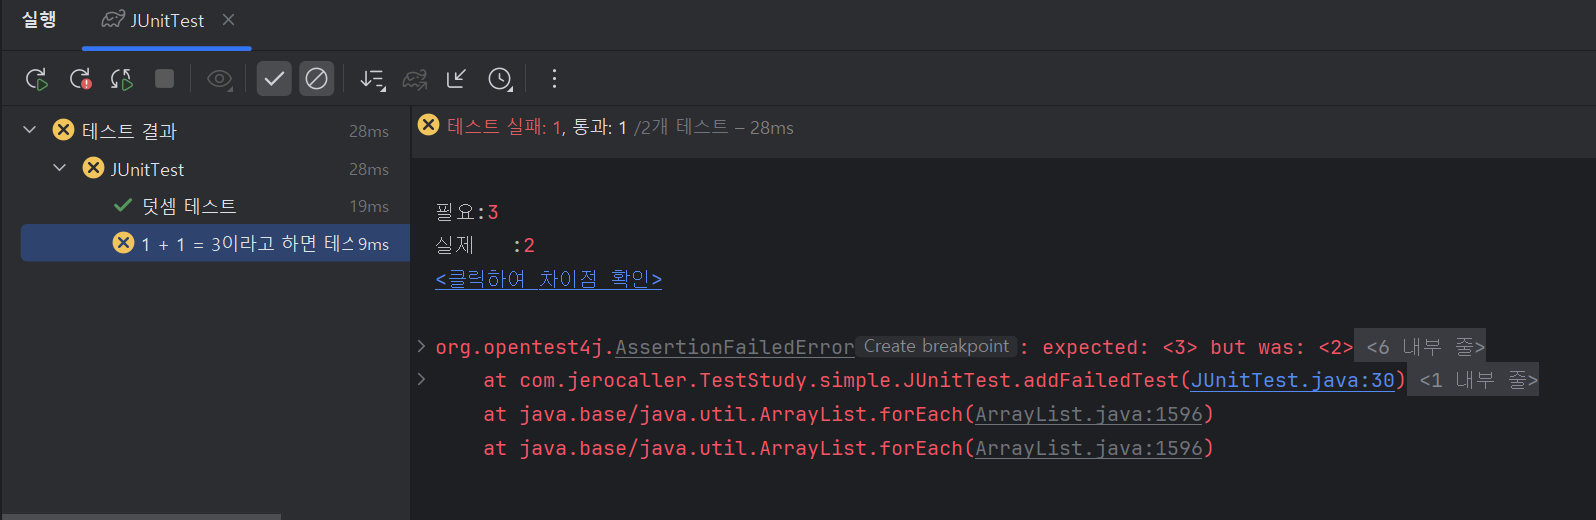 실행
JUnitTest
테스트 결과 28ms
JUnitTest 28ms
덧셈 테스트 19ms
1 + 1 = 3이라고 하면 테스 9ms
테스트 실패: 1, 통과: 1 /2개 테스트 – 28ms
필요:3
실제 :2
<클릭하여 차이점 확인>
org.opentest4j.AssertionFailedError Create breakpoint : expected: <3> but was: <2> <6 내부 줄>
at com.jerocaller.TestStudy.simple.JUnitTest.addFailedTest(JUnitTest.java:30) <1 내부 줄>
at java.base/java.util.ArrayList.forEach(ArrayList.java:1596)
at java.base/java.util.ArrayList.forEach(ArrayList.java:1596)